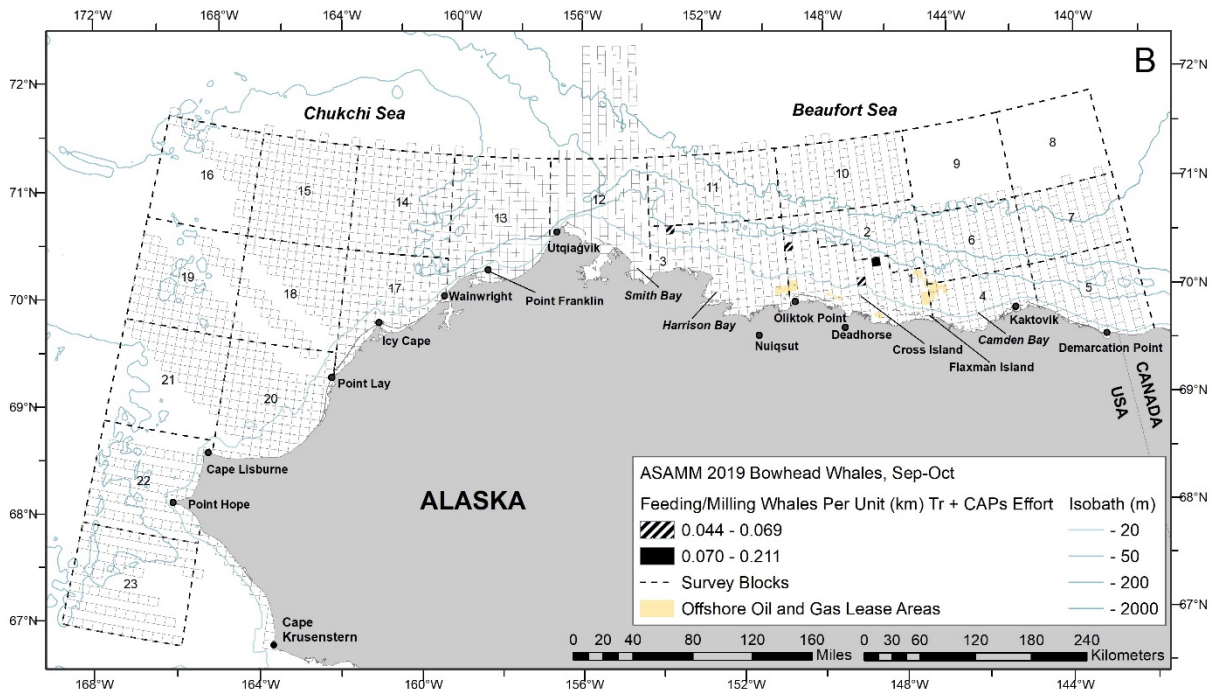 172°W 168°W 164°W 160°W 156°W 152°W 148°W 144°W 140°W
B
72°N 72°N
Chukchi Sea Beaufort Sea
8
9
16 15 14 13 12 11 10
71°N 71°N
7
2 6
Utqiaġvik
3
19 18 17
Wainwright
Point Franklin
Smith Bay
Harrison Bay
1 4 5
70°N 70°N
Oliktok Point
Kaktovik
Icy Cape
Nuiqsut
Deadhorse
Cross Island
Camden Bay
Demarcation Point
Flaxman Island
21 20
Point Lay
69°N 69°N
USA
CANADA
Cape Lisburne
22
Point Hope
ALASKA
68°N 68°N
23
67°N 67°N
Cape
Krusenstern
ASAMM 2019 Bowhead Whales, Sep-Oct
Feeding/Milling Whales Per Unit (km) Tr + CAPs Effort
0.044 - 0.069
0.070 - 0.211
Survey Blocks
Offshore Oil and Gas Lease Areas
Isobath (m)
- 20
- 50
- 200
- 2000
0 20 40 80 120 160
Miles
0 30 60 120 180 240
Kilometers
168°W 164°W 160°W 156°W 152°W 148°W 144°W 140°W